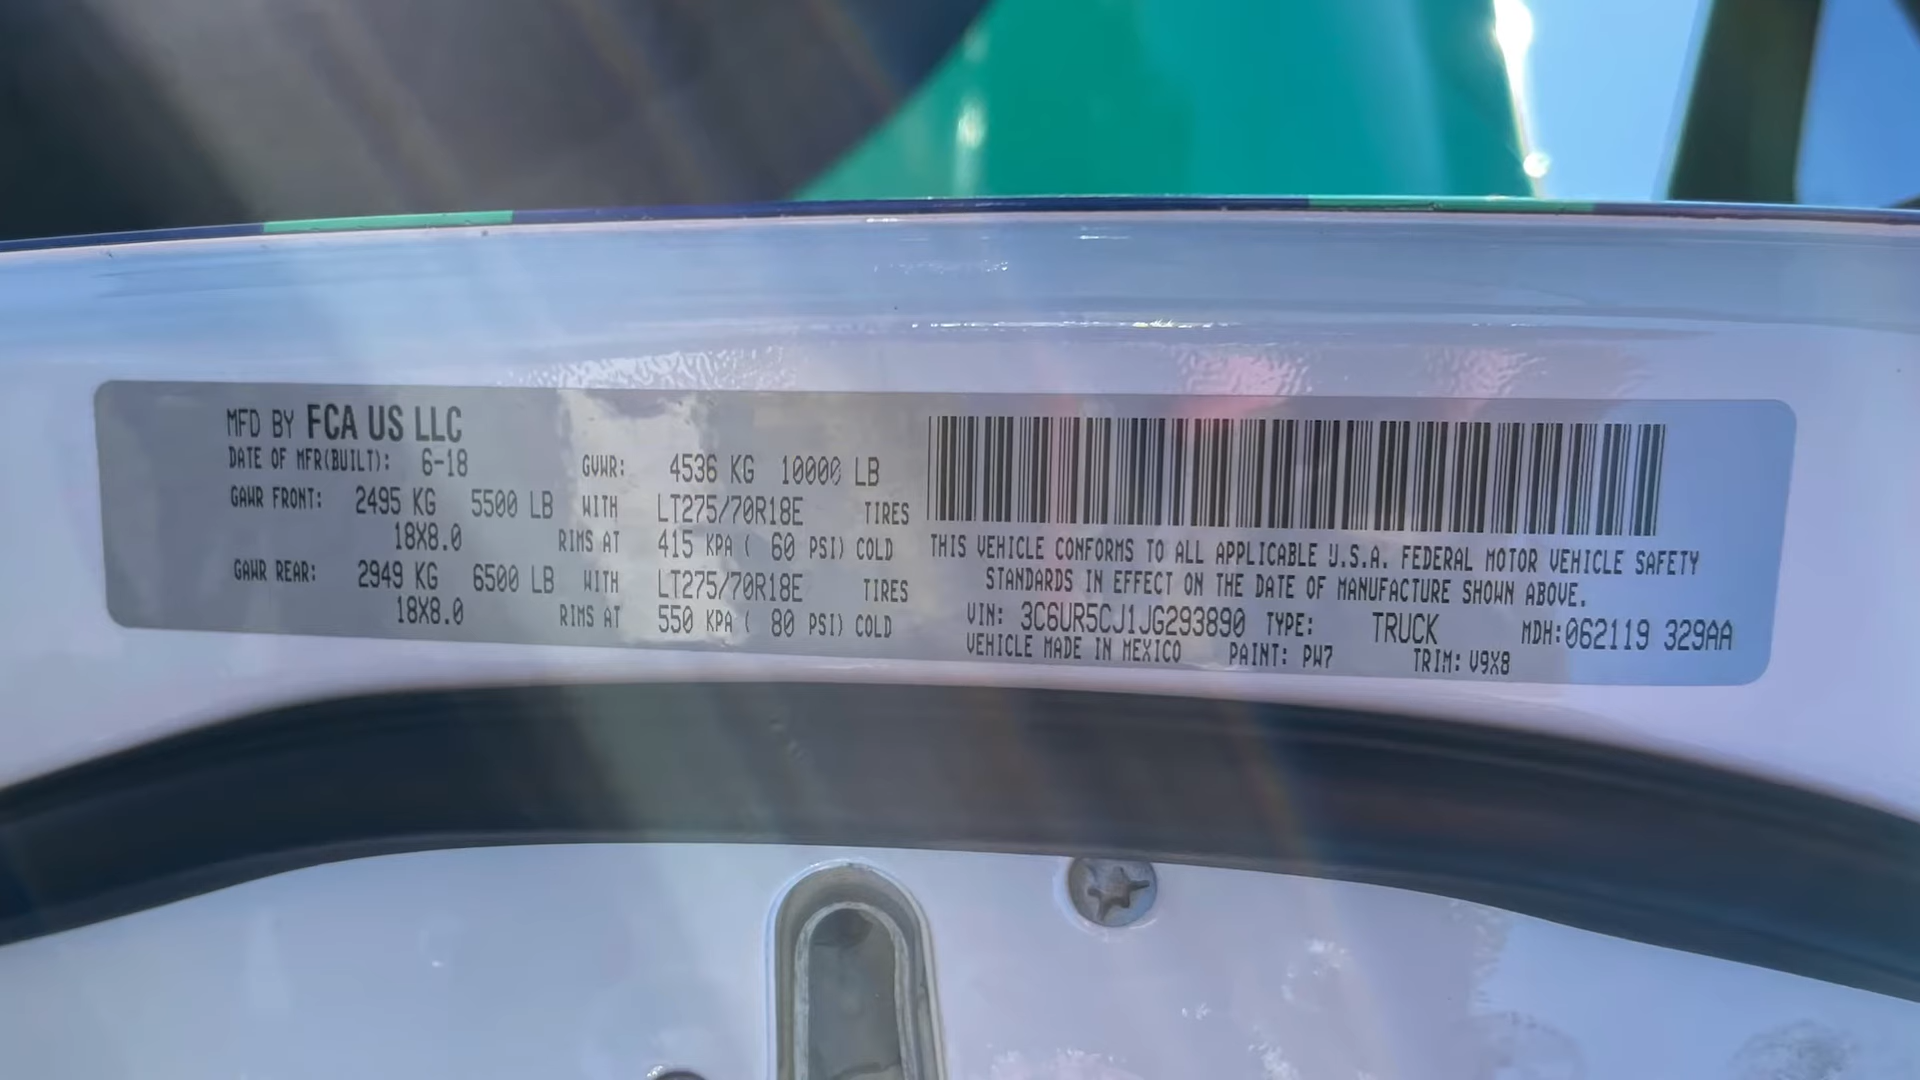 MFD BY FCA US LLC
DATE OF MFR(BUILT): 6-18 GVWR: 4536 KG 10000 LB
GAWR FRONT: 2495 KG 5500 LB WITH LT275/70R18E TIRES
18X8.0 RIMS AT 415 KPA ( 60 PSI) COLD
GAWR REAR: 2949 KG 6500 LB WITH LT275/70R18E TIRES
18X8.0 RIMS AT 550 KPA ( 80 PSI) COLD
THIS VEHICLE CONFORMS TO ALL APPLICABLE U.S.A. FEDERAL MOTOR VEHICLE SAFETY
STANDARDS IN EFFECT ON THE DATE OF MANUFACTURE SHOWN ABOVE.
VIN: 3C6UR5CJ1JG293890 TYPE: TRUCK MDH:062119 329AA
VEHICLE MADE IN MEXICO PAINT: PW7 TRIM: V9X8